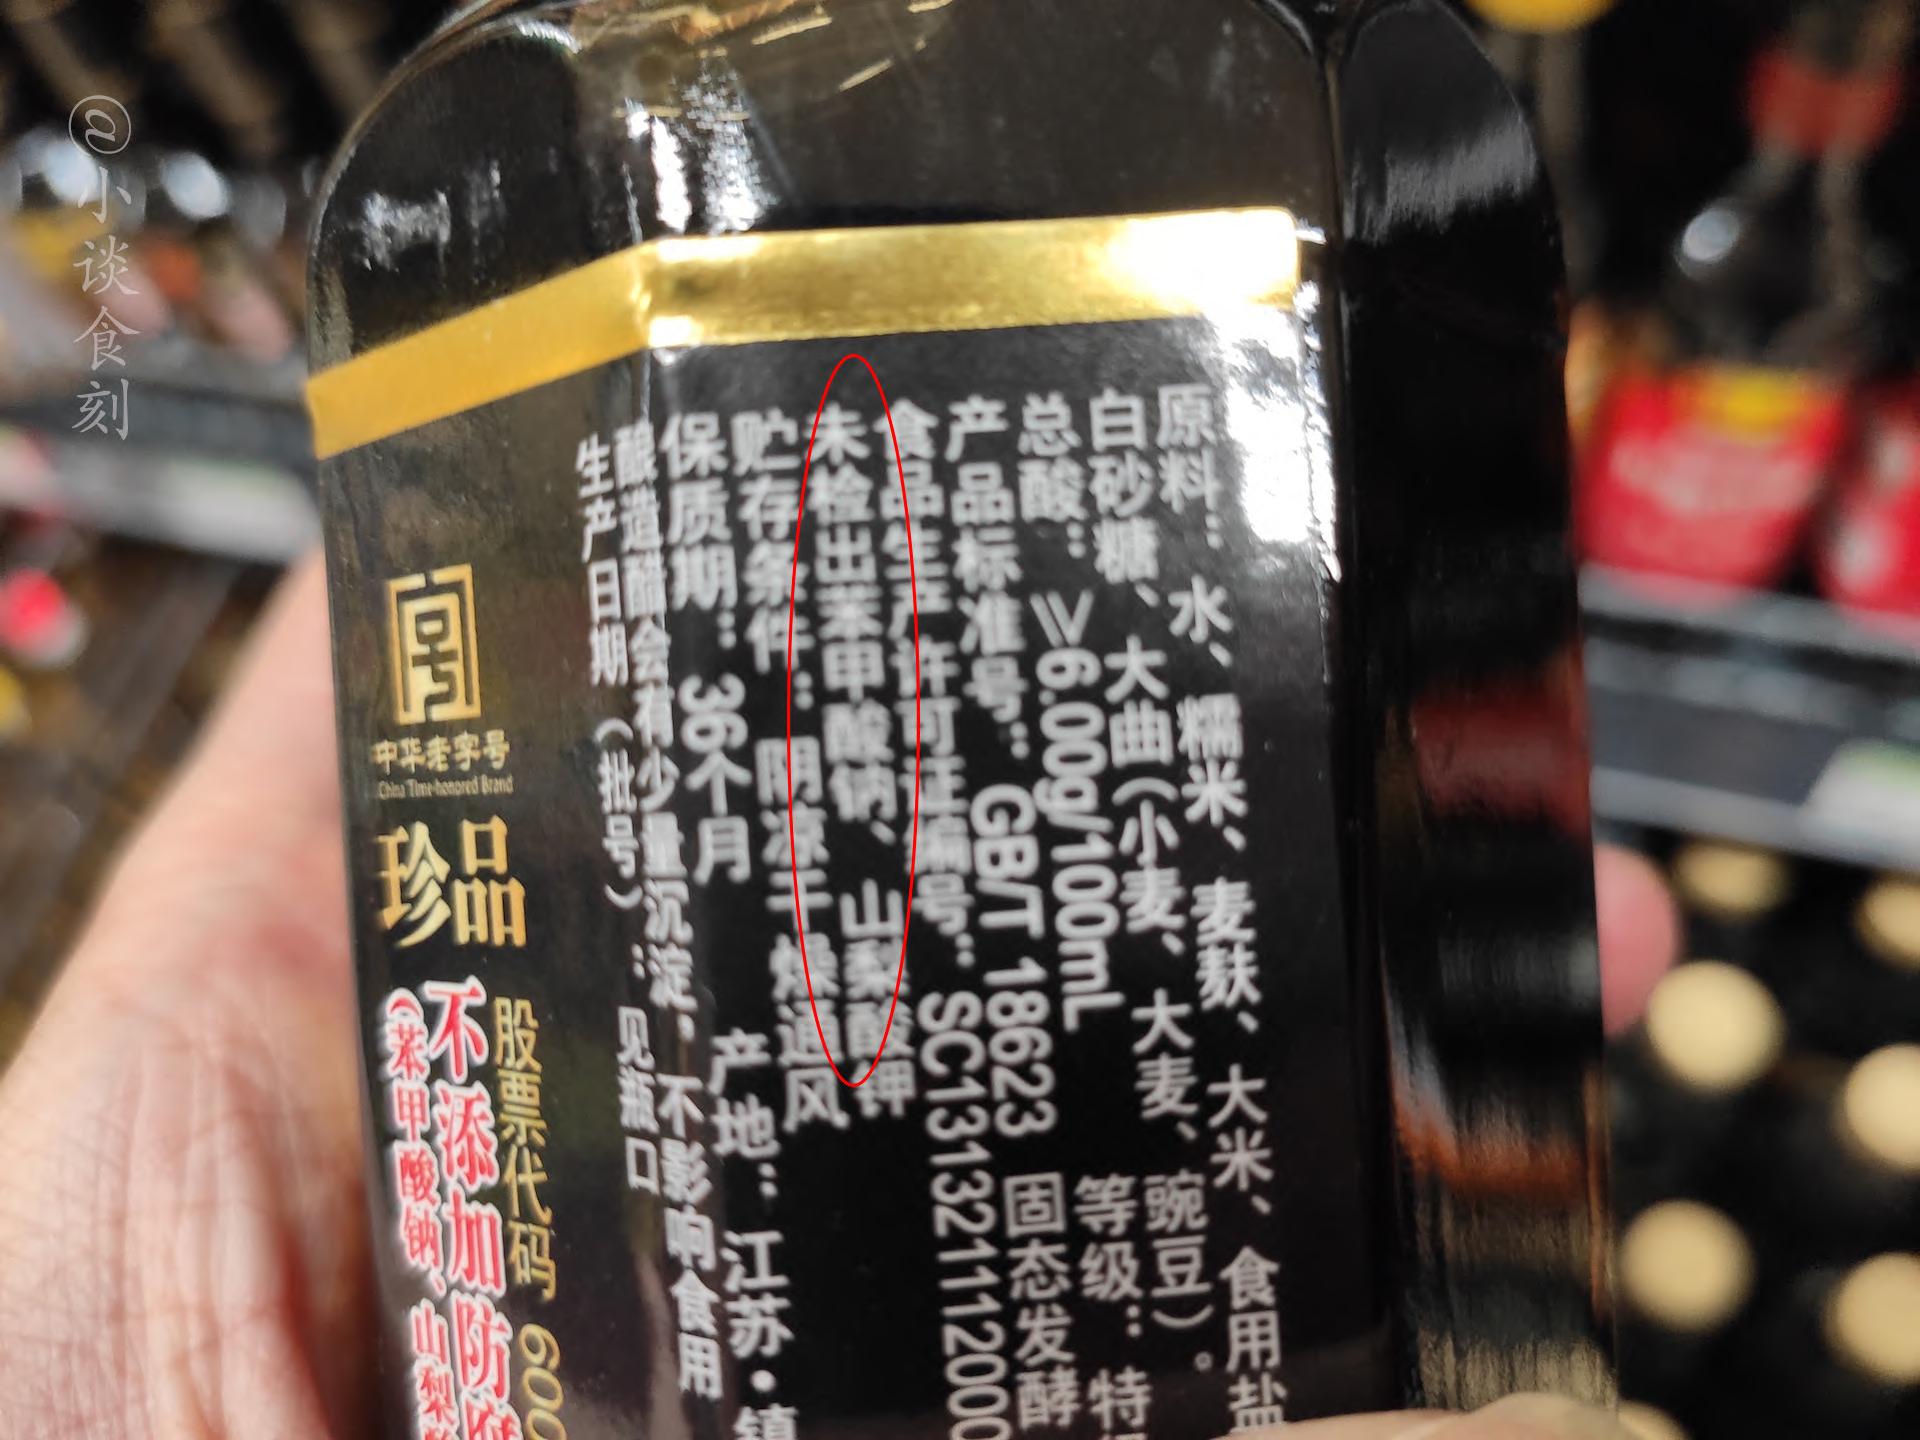 小谈食刻
原料：水、糯米、麦麸、大米、食用盐
白砂糖、大曲（小麦、大麦、豌豆）。
总酸：≥6.00g/100mL 等级：特
产品标准号：GB/T 18623 固态发酵
食品生产许可证编号：SC1313211112000
未检出苯甲酸钠、山梨酸钾
贮存条件：阴凉干燥通风
保质期：36个月 产地：江苏·镇
酿造醋会有少量沉淀，不影响食用
生产日期（批号）：见瓶口
号
中华老字号
China Time-honored Brand
珍品
股票代码 600
不添加防
（苯甲酸钠、山梨